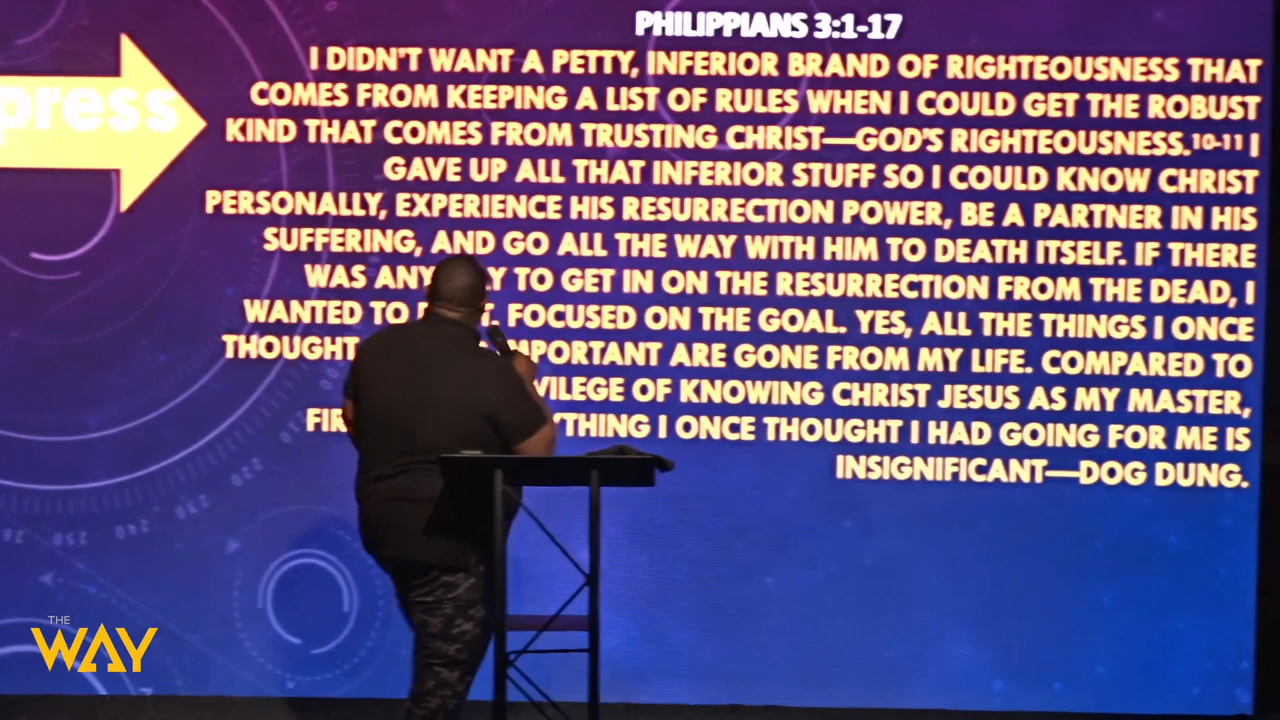 PHILIPPIANS 3:1-17
press
I DIDN'T WANT A PETTY, INFERIOR BRAND OF RIGHTEOUSNESS THAT
COMES FROM KEEPING A LIST OF RULES WHEN I COULD GET THE ROBUST
KIND THAT COMES FROM TRUSTING CHRIST—GOD'S RIGHTEOUSNESS.10-11 I
GAVE UP ALL THAT INFERIOR STUFF SO I COULD KNOW CHRIST
PERSONALLY, EXPERIENCE HIS RESURRECTION POWER, BE A PARTNER IN HIS
SUFFERING, AND GO ALL THE WAY WITH HIM TO DEATH ITSELF. IF THERE
WAS TO GET IN ON THE RESURRECTION FROM THE DEAD, I
WANTED TO FOCUSED ON THE GOAL. YES, ALL THE THINGS I ONCE
THOUGHT ARE GONE FROM MY LIFE. COMPARED TO
OF KNOWING CHRIST JESUS AS MY MASTER,
I ONCE THOUGHT I HAD GOING FOR ME IS
INSIGNIFICANT—DOG DUNG.
230
240
THE
WAY